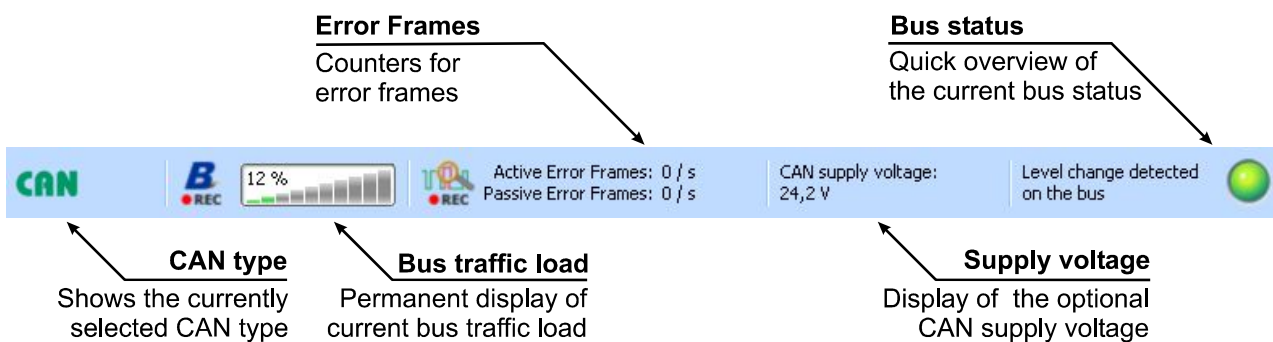 Error Frames
Counters for
error frames
Bus status
Quick overview of
the current bus status
CAN
B
REC
12 %
REC
Active Error Frames: 0 / s
Passive Error Frames: 0 / s
CAN supply voltage:
24,2 V
Level change detected
on the bus
CAN type
Shows the currently
selected CAN type
Bus traffic load
Permanent display of
current bus traffic load
Supply voltage
Display of the optional
CAN supply voltage